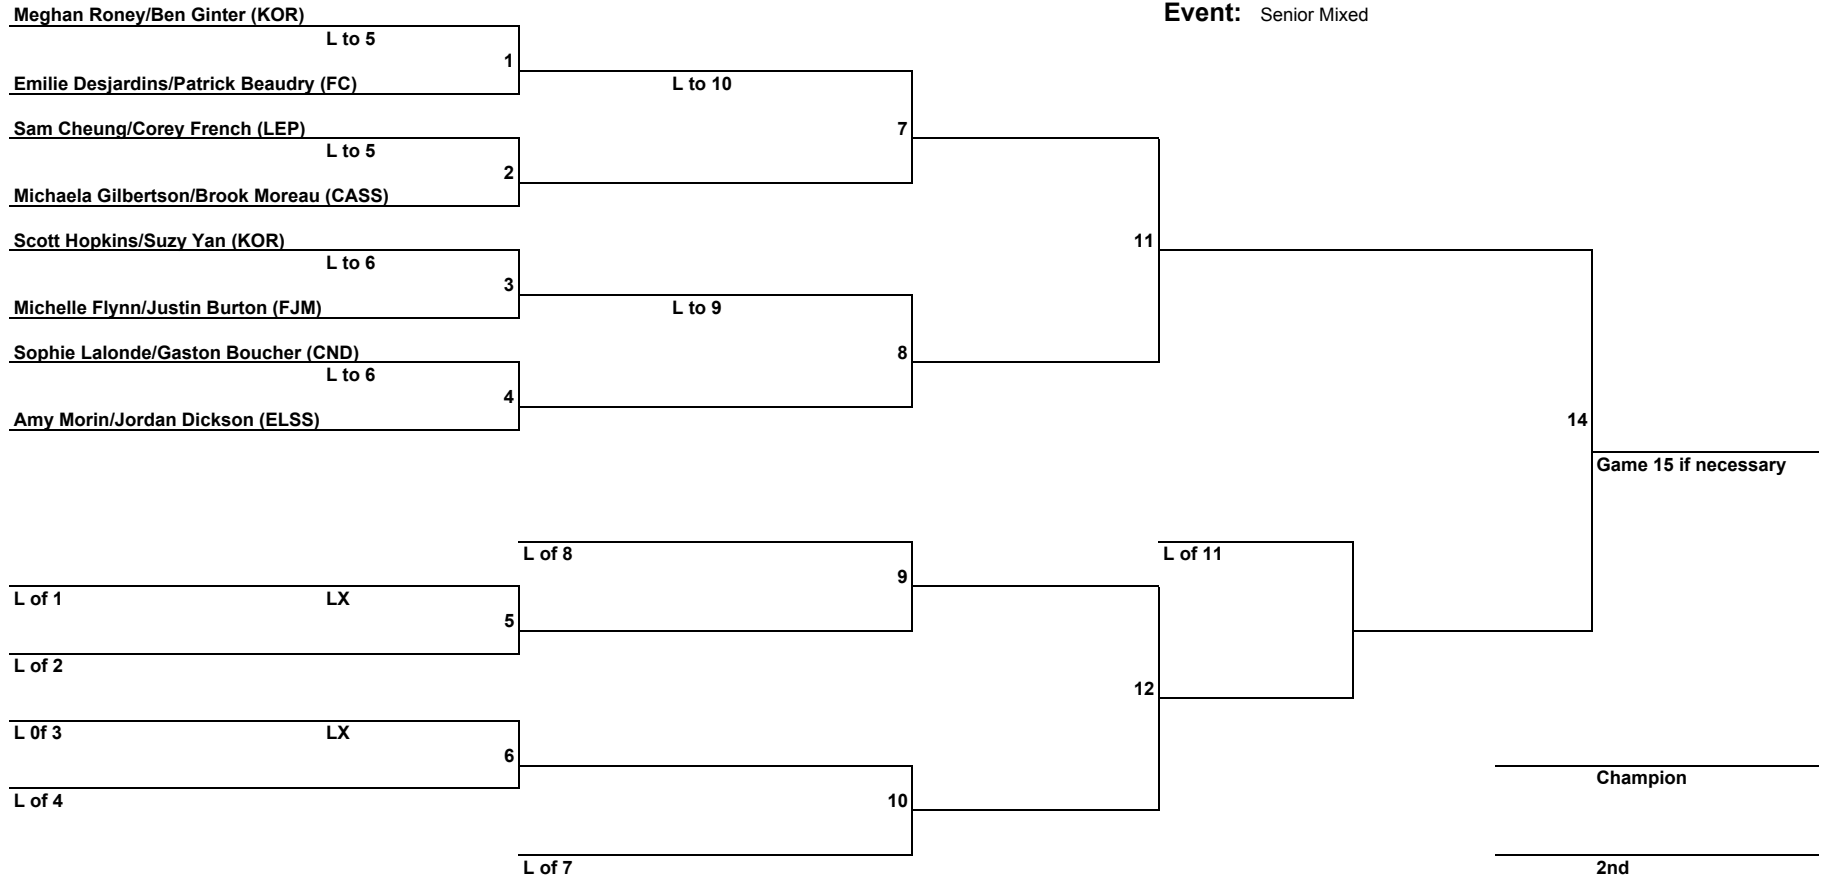 Meghan Roney/Ben Ginter (KOR)
Event: Senior Mixed
L to 5
1
Emilie Desjardins/Patrick Beaudry (FC)
L to 10
Sam Cheung/Corey French (LEP)
7
L to 5
2
Michaela Gilbertson/Brook Moreau (CASS)
Scott Hopkins/Suzy Yan (KOR)
11
L to 6
3
Michelle Flynn/Justin Burton (FJM)
L to 9
Sophie Lalonde/Gaston Boucher (CND)
8
L to 6
4
Amy Morin/Jordan Dickson (ELSS)
14
Game 15 if necessary
L of 8
L of 11
9
L of 1
LX
5
L of 2
12
L 0f 3
LX
6
Champion
L of 4
10
L of 7
2nd